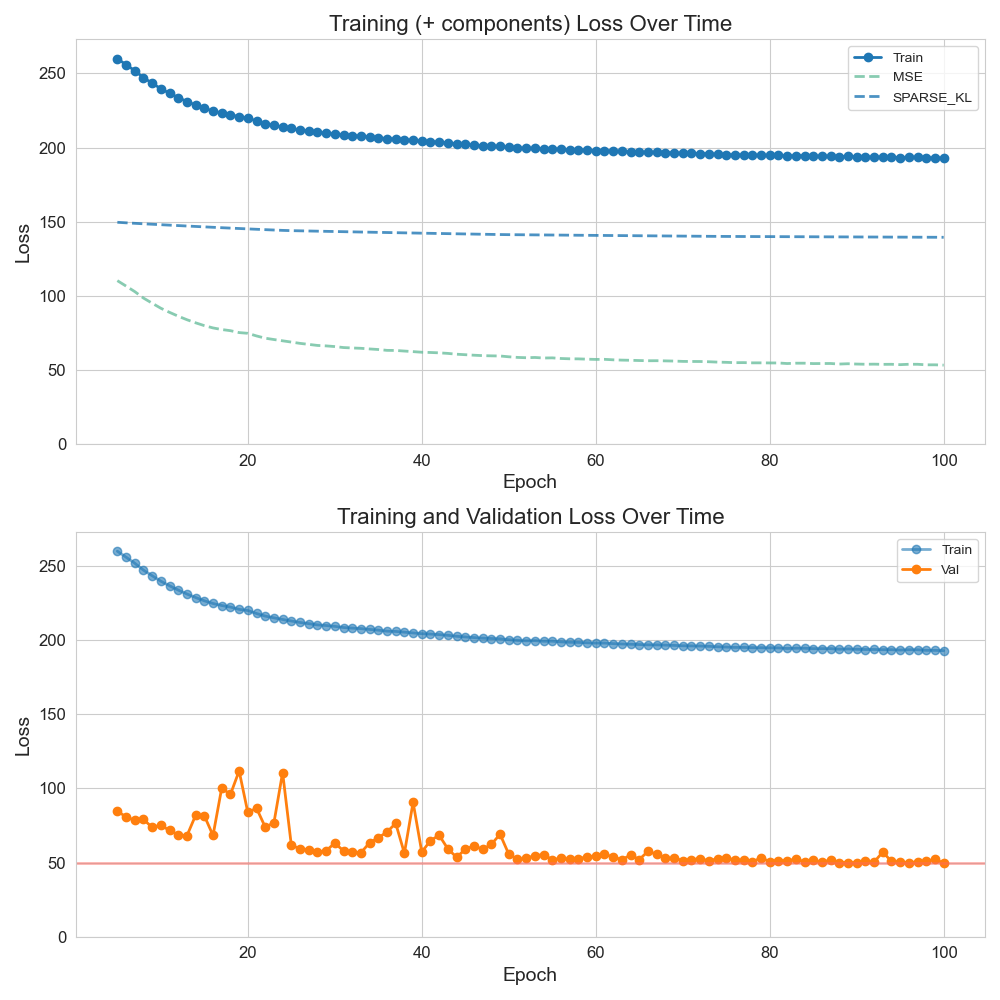 Training (+ components) Loss Over Time
Train
MSE
SPARSE_KL
250
200
150
100
50
0
Loss
20 40 60 80 100
Epoch
Training and Validation Loss Over Time
Train
Val
250
200
150
100
50
0
Loss
20 40 60 80 100
Epoch